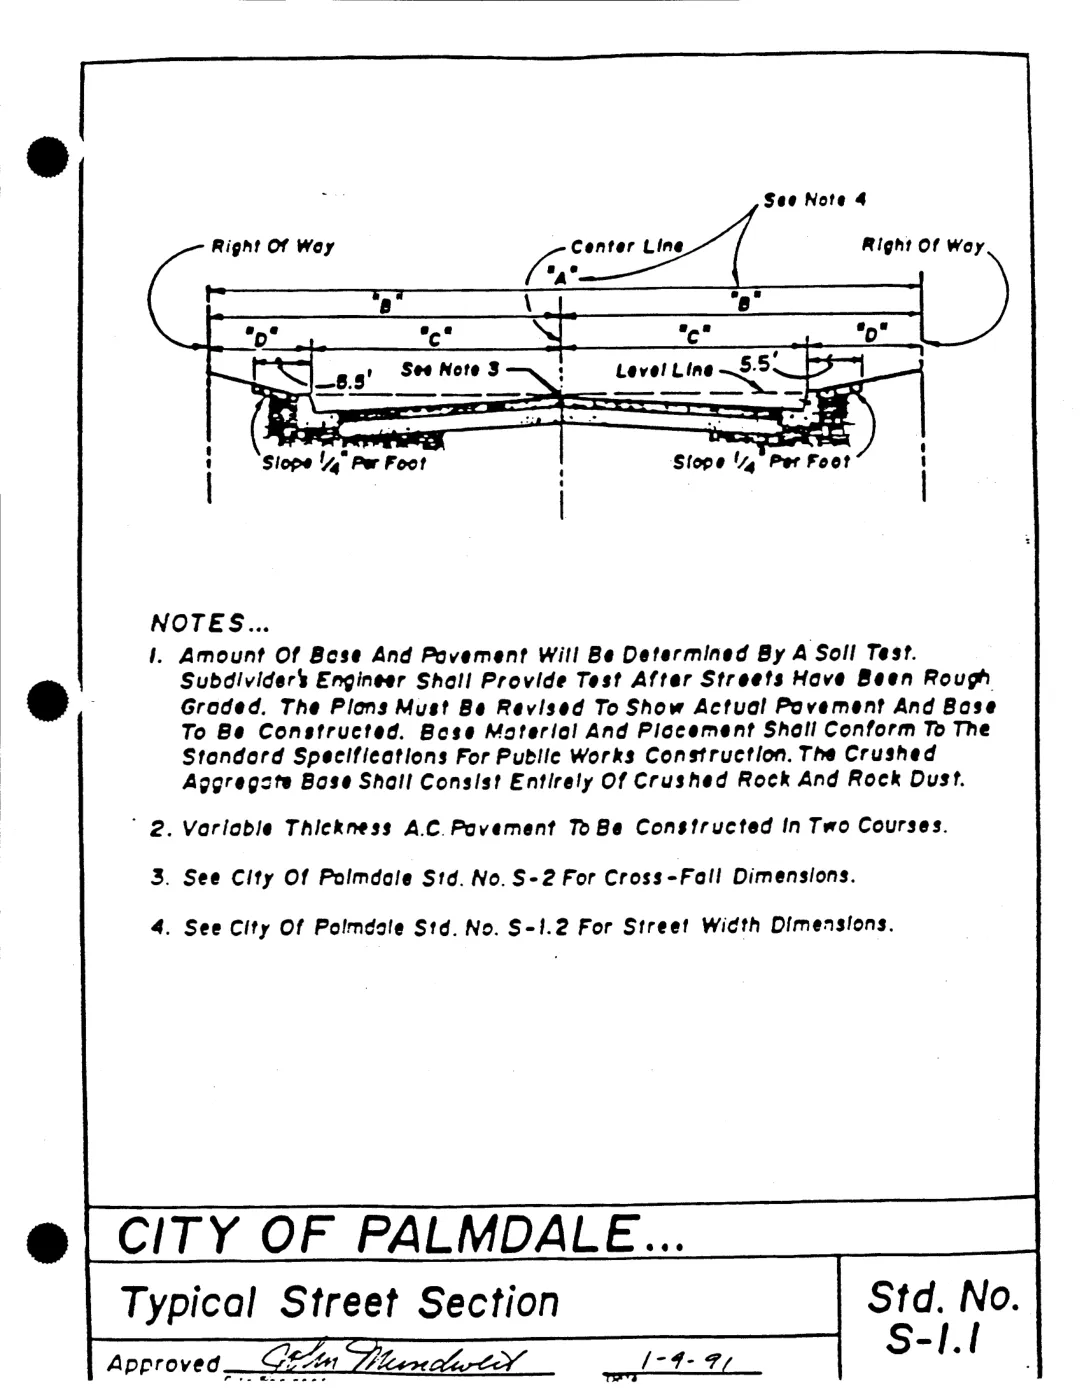 See Note 4
Right Of Way
Center Line
Right Of Way
"A"
"B"
"B"
"D"
"C"
"C"
"D"
See Note 3
Level Line
5.5'
5.5'
Slope 1/4" Per Foot
Slope 1/4" Per Foot
NOTES...
1. Amount Of Base And Pavement Will Be Determined By A Soil Test.
Subdivider's Engineer Shall Provide Test After Streets Have Been Rough
Graded. The Plans Must Be Revised To Show Actual Pavement And Base
To Be Constructed. Base Material And Placement Shall Conform To The
Standard Specifications For Public Works Construction. The Crushed
Aggregate Base Shall Consist Entirely Of Crushed Rock And Rock Dust.
2. Variable Thickness A.C. Pavement To Be Constructed In Two Courses.
3. See City Of Palmdale Std. No. S-2 For Cross-Fall Dimensions.
4. See City Of Palmdale Std. No. S-1.2 For Street Width Dimensions.
CITY OF PALMDALE...
Typical Street Section
Std. No.
S-1.1
Approved John 1-9-91